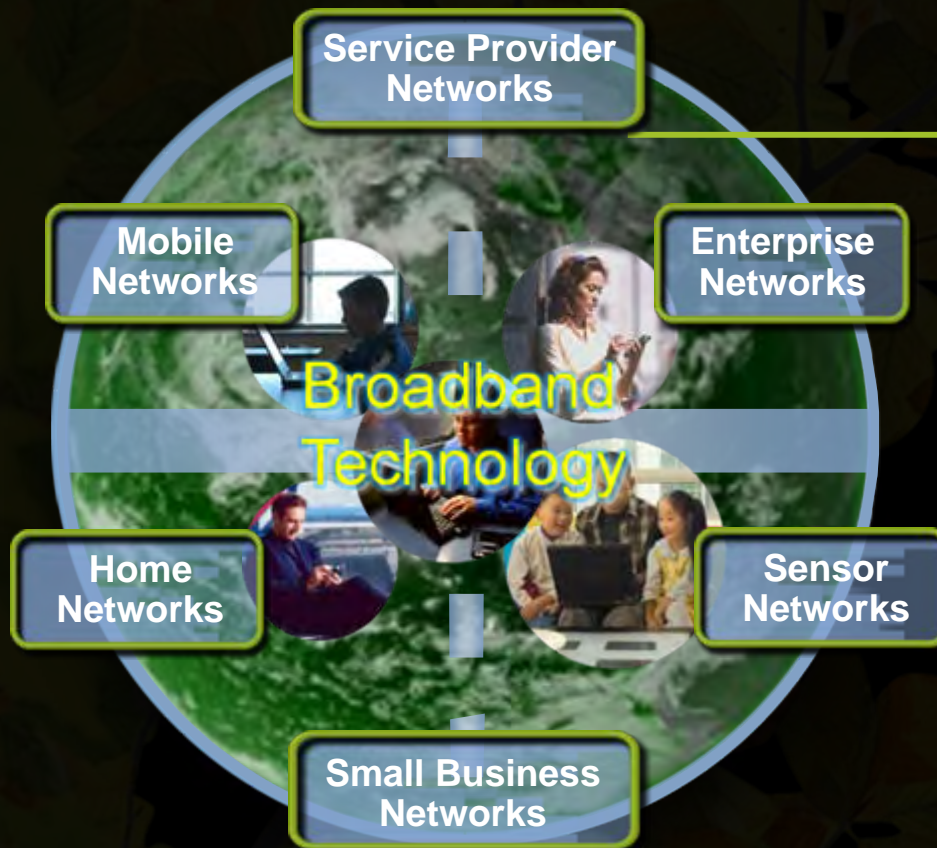 Service Provider
Networks
Mobile
Networks
Enterprise
Networks
Broadband
Technology
Home
Networks
Sensor
Networks
Small Business
Networks